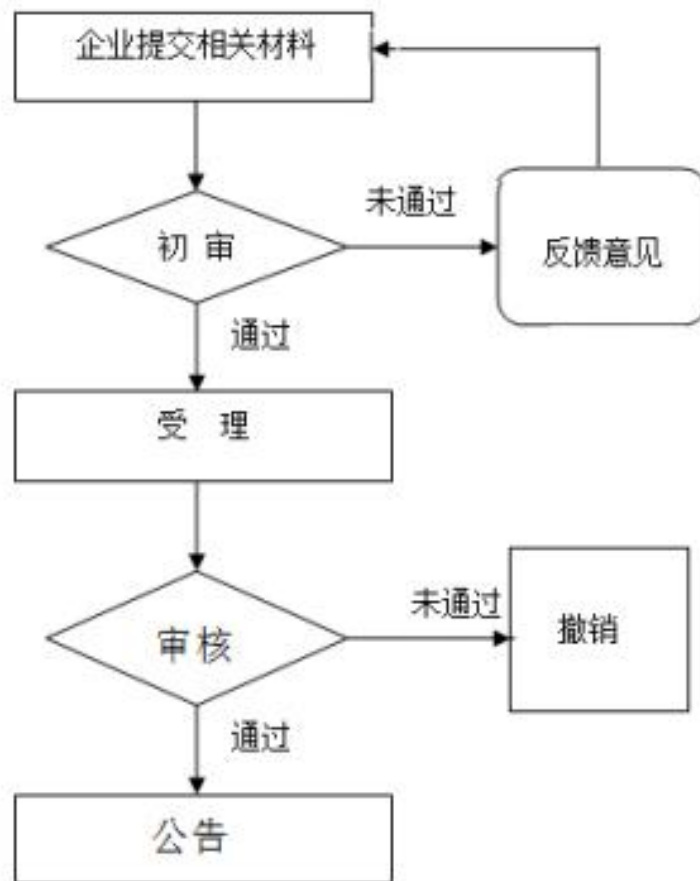 企业提交相关材料
未通过
初 审
反馈意见
通过
受 理
未通过
审核
撤销
通过
公告